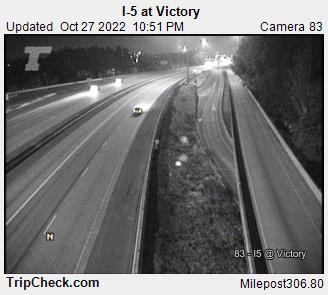 I-5 at Victory
Updated Oct 27 2022 10:51 PM Camera 83
T
N
83 - I5 @ Victory
TripCheck.com Milepost306.80